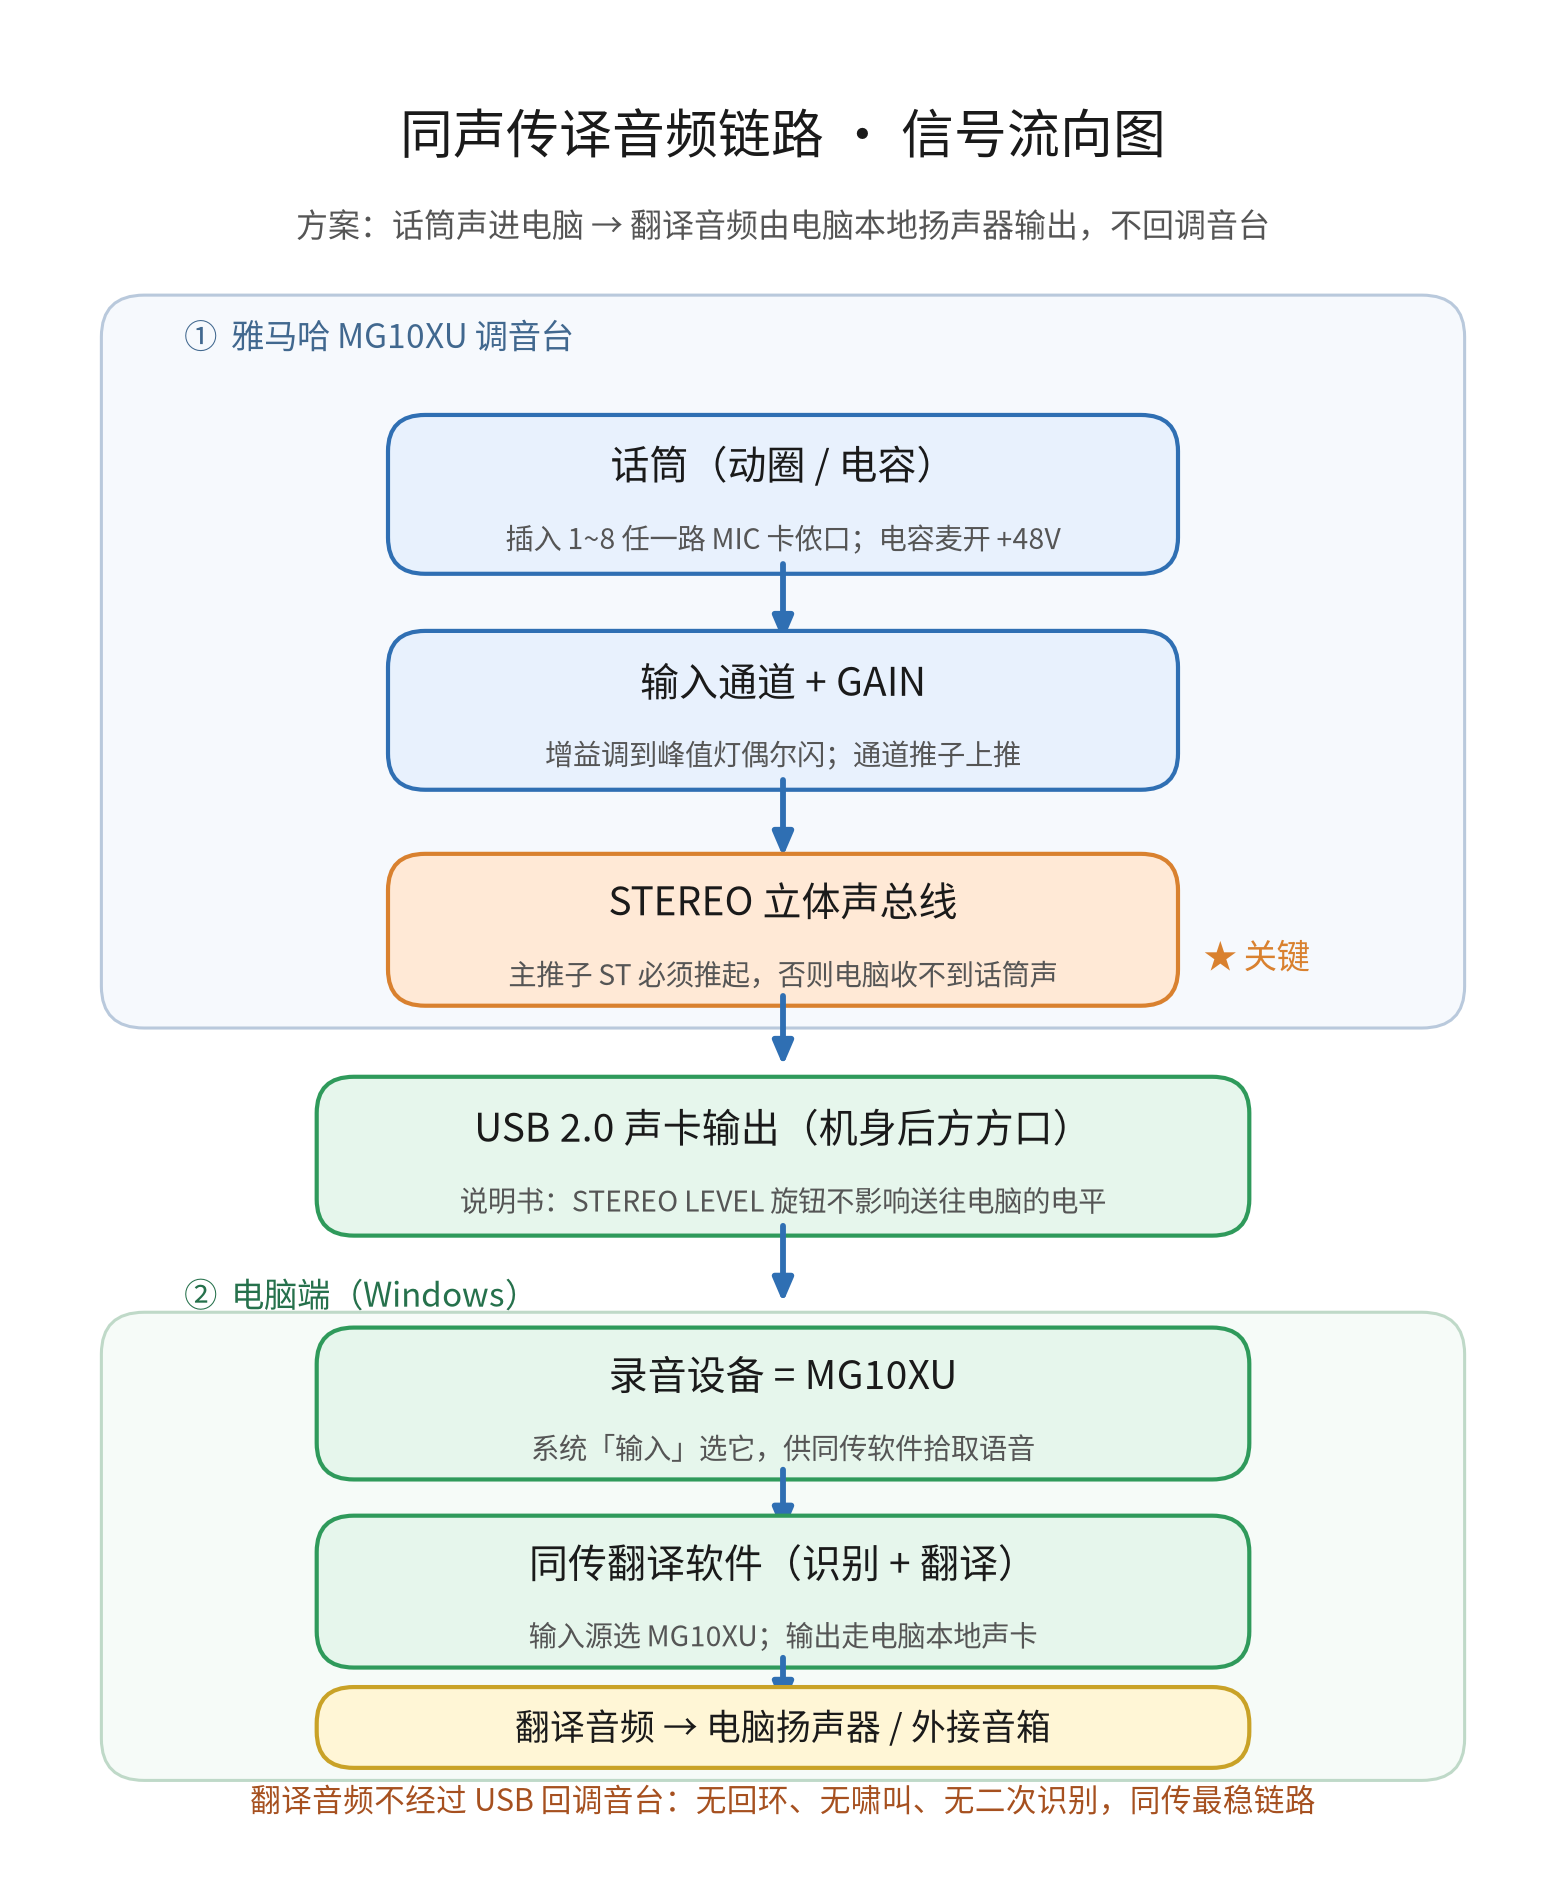 同声传译音频链路 · 信号流向图
方案：话筒声进电脑 → 翻译音频由电脑本地扬声器输出，不回调音台
① 雅马哈 MG10XU 调音台
话筒（动圈 / 电容）
插入 1~8 任一路 MIC 卡侬口；电容麦开 +48V
输入通道 + GAIN
增益调到峰值灯偶尔闪；通道推子上推
STEREO 立体声总线
主推子 ST 必须推起，否则电脑收不到话筒声
★ 关键
USB 2.0 声卡输出（机身后方方口）
说明书：STEREO LEVEL 旋钮不影响送往电脑的电平
② 电脑端（Windows）
录音设备 = MG10XU
系统「输入」选它，供同传软件拾取语音
同传翻译软件（识别 + 翻译）
输入源选 MG10XU；输出走电脑本地声卡
翻译音频 → 电脑扬声器 / 外接音箱
翻译音频不经过 USB 回调音台：无回环、无啸叫、无二次识别，同传最稳链路